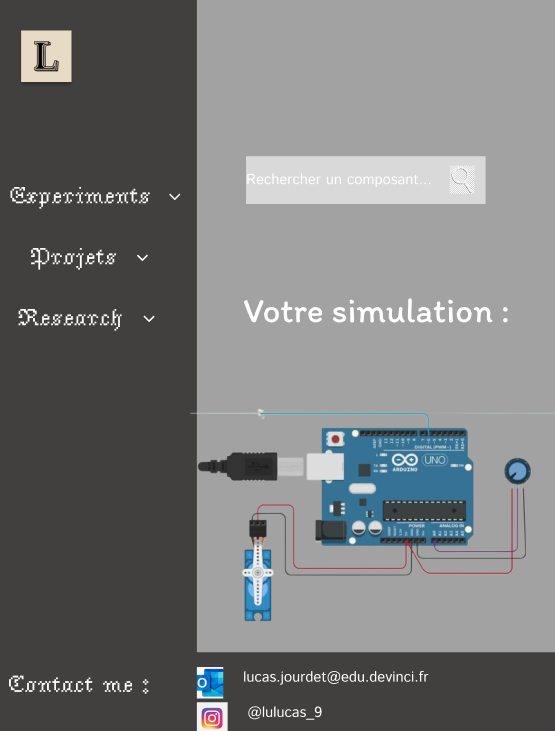 L
Experiments
Rechercher un composant...
Projets
Votre simulation :
Research
DIGITAL (PWM~)
UNO
ARDUINO
POWER
ANALOG IN
Contact me :
lucas.jourdet@edu.devinci.fr
@lulucas_9